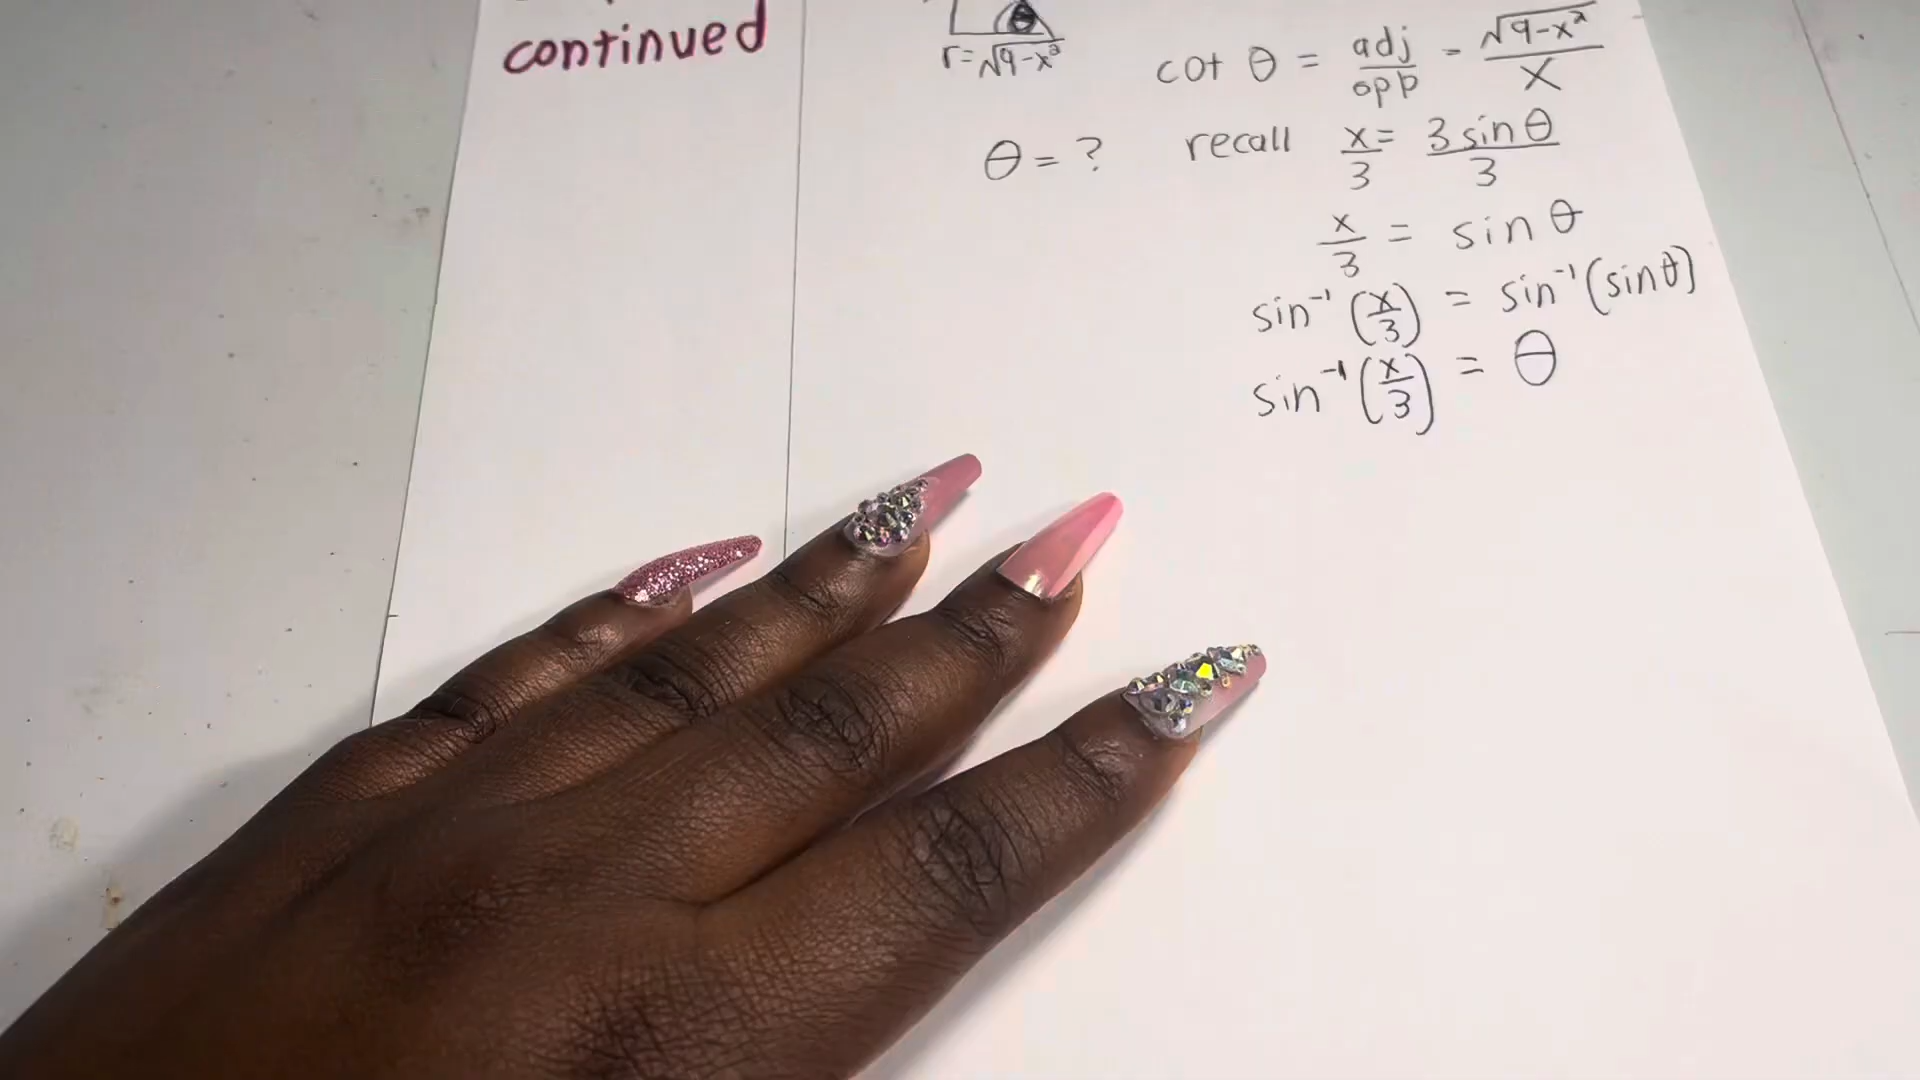 continued
r=√9-x²
θ
cot θ = adj/opp = √9-x²/x
θ = ? recall x/3 = 3 sin θ/3
x/3 = sin θ
sin⁻¹(x/3) = sin⁻¹(sin θ)
sin⁻¹(x/3) = θ